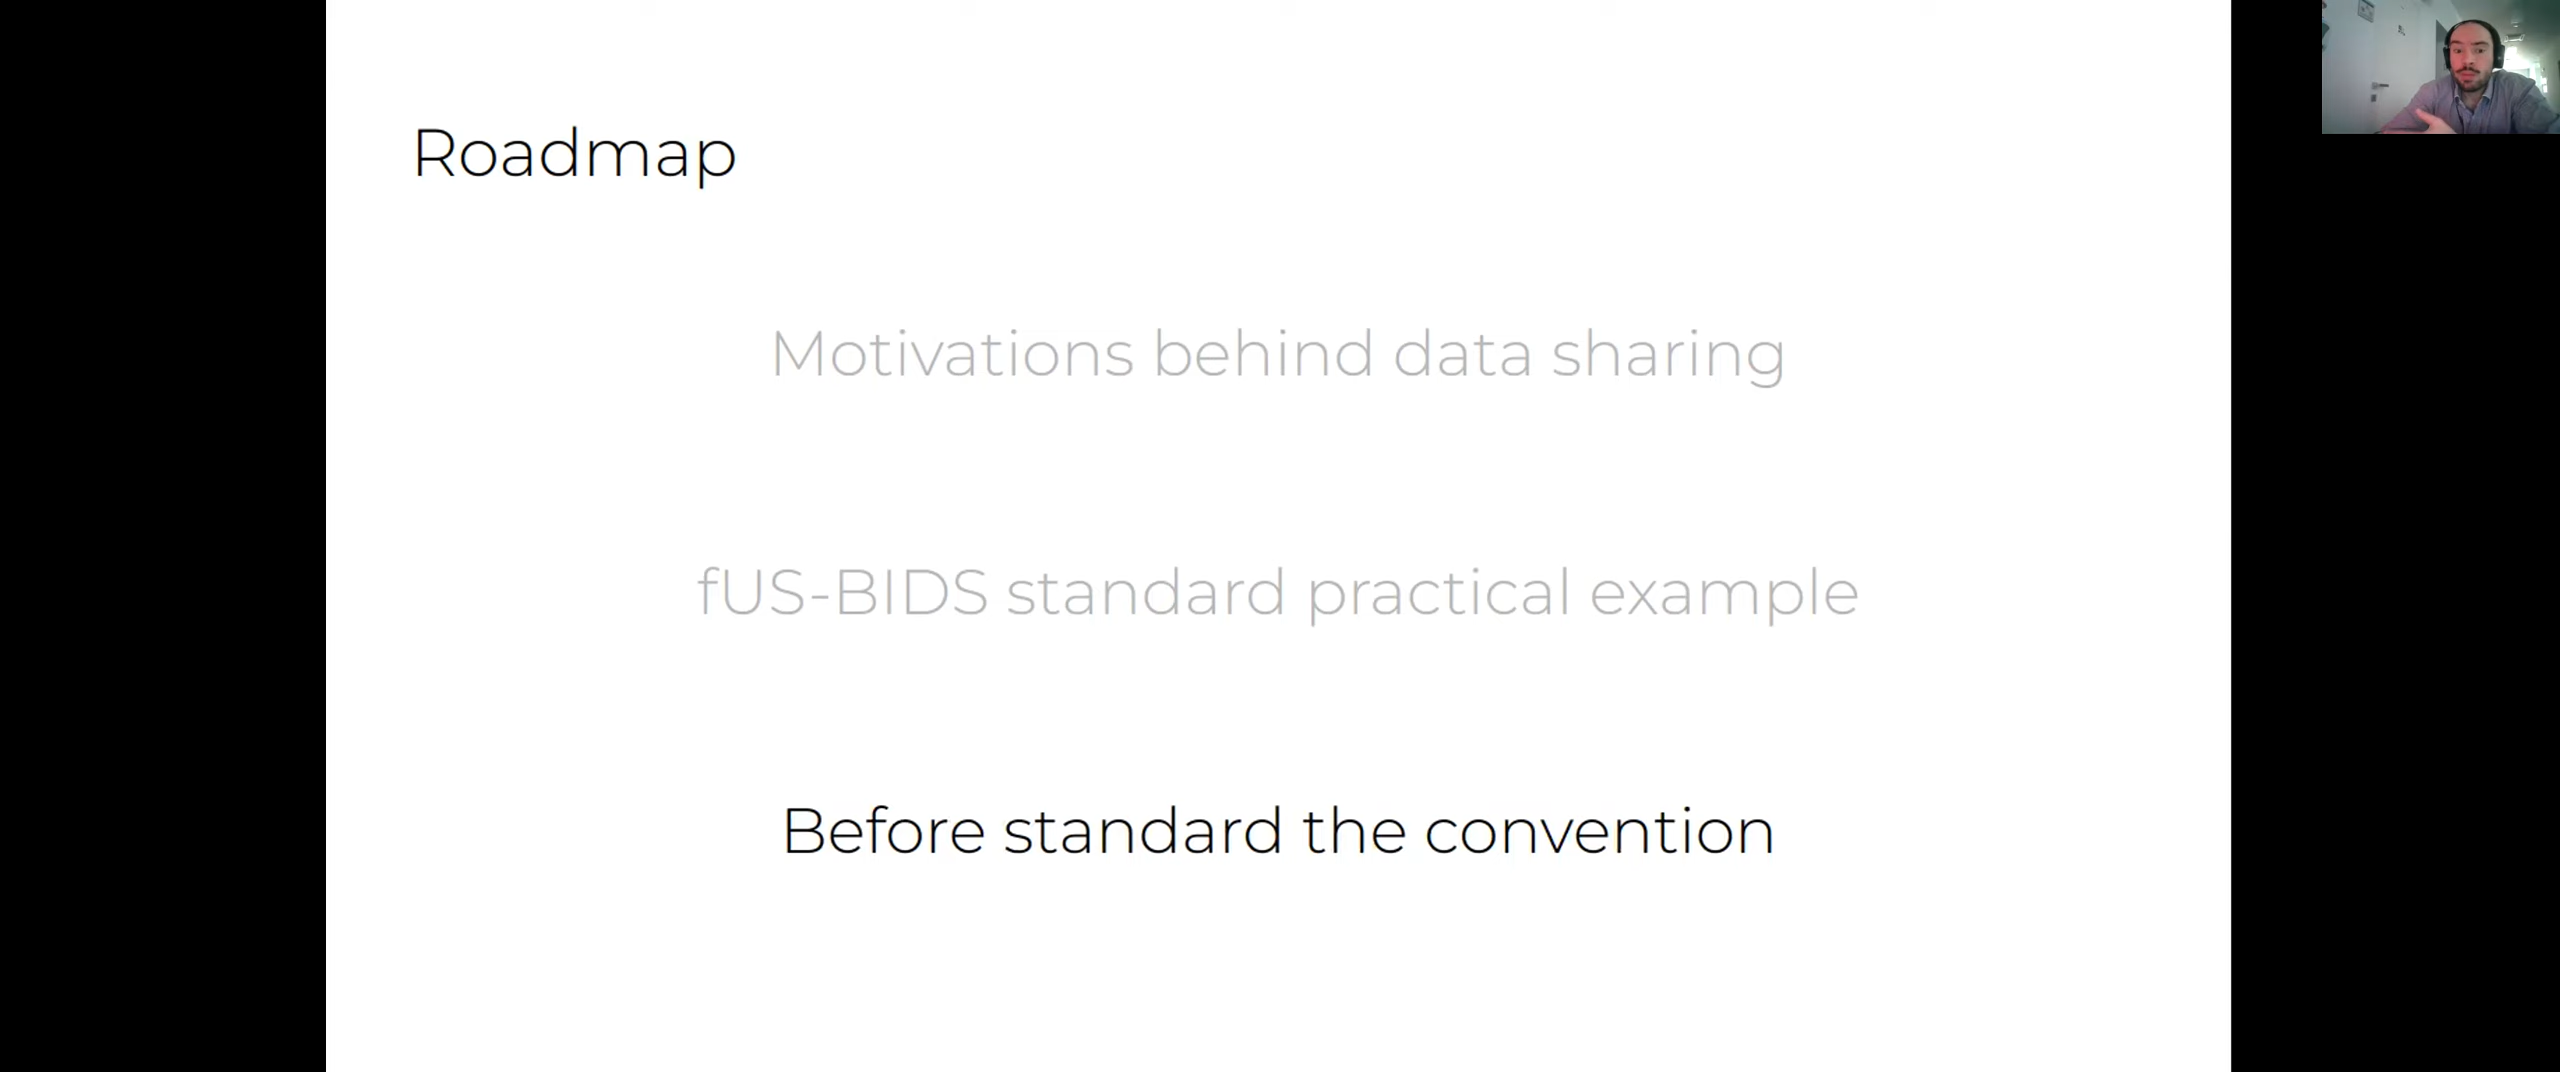 Roadmap
Motivations behind data sharing
fUS-BIDS standard practical example
Before standard the convention